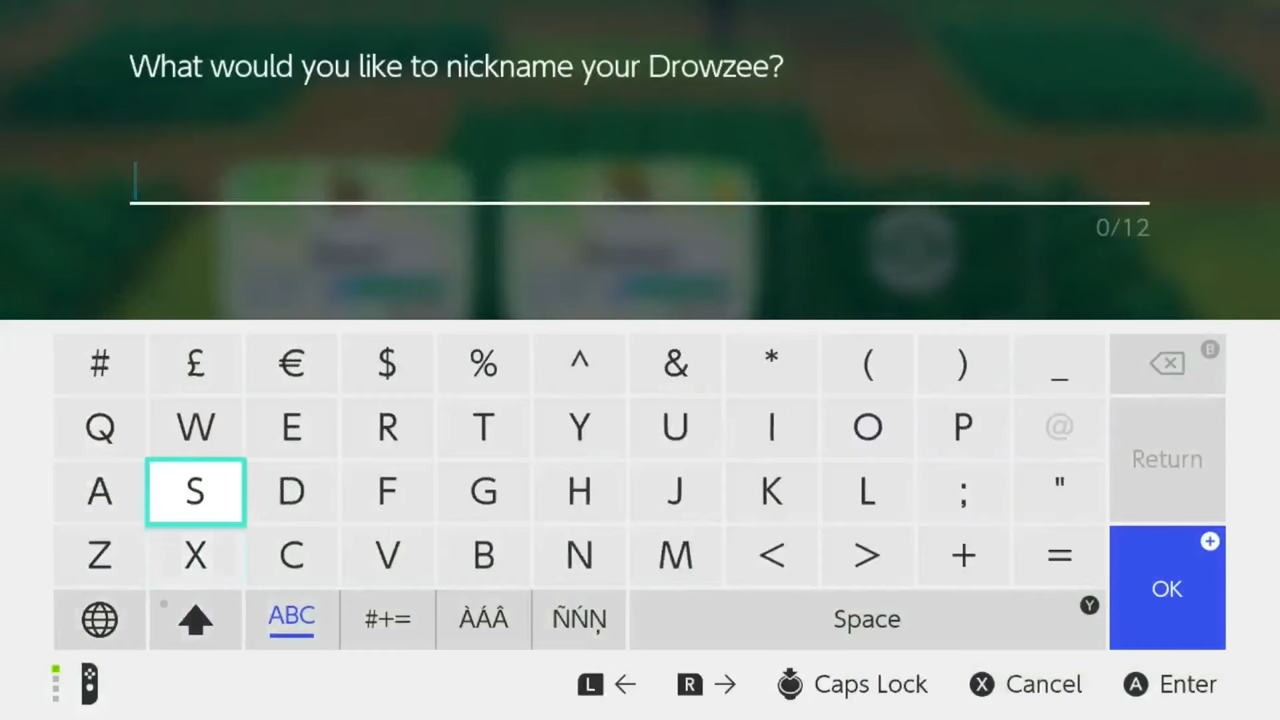 What would you like to nickname your Drowzee?
0/12
# £ € $ % ^ & * ( ) _ B
Q W E R T Y U I O P @
A S D F G H J K L ; " Return
Z X C V B N M < > + = OK
ABC #+= ÀÁÂ ÑŃŅ Space Y
L ← R → Caps Lock X Cancel A Enter